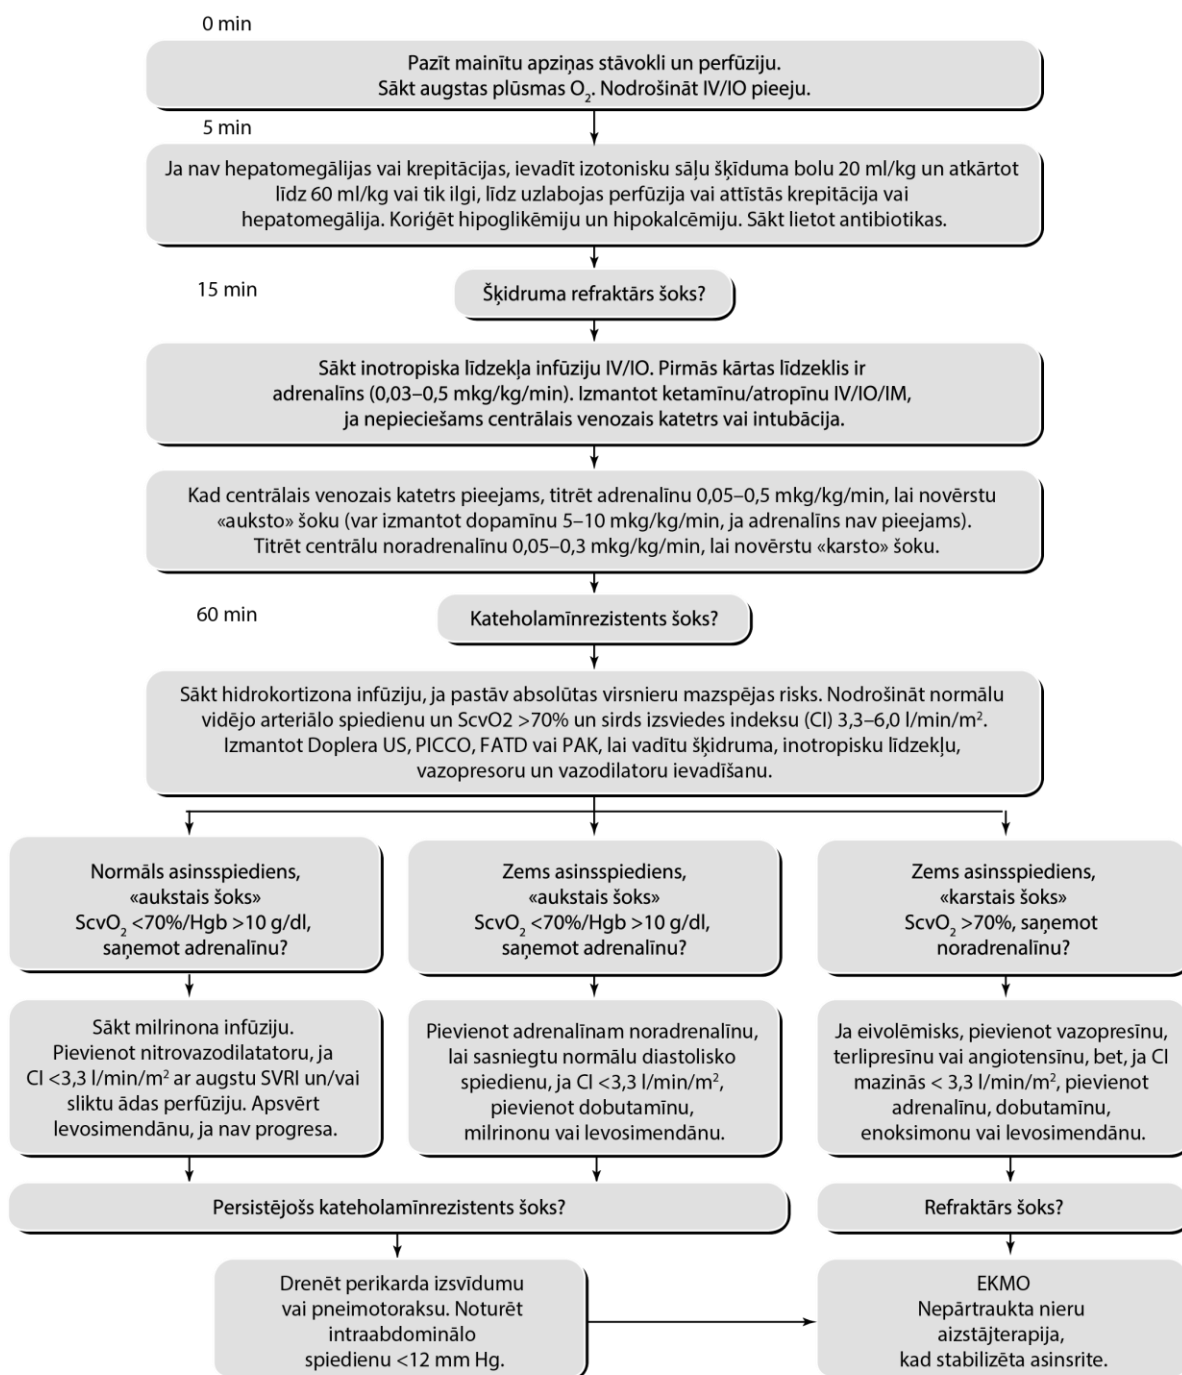 0 min
Pazīt mainītu apziņas stāvokli un perfūziju.
Sākt augstas plūsmas O₂. Nodrošināt IV/IO pieeju.
5 min
Ja nav hepatomegālijas vai krepitācijas, ievadīt izotonisku sāļu šķīduma bolu 20 ml/kg un atkārtot
līdz 60 ml/kg vai tik ilgi, līdz uzlabojas perfūzija vai attīstās krepitācija vai
hepatomegālija. Koriģēt hipoglikēmiju un hipokalcēmiju. Sākt lietot antibiotikas.
15 min
Šķidruma refraktārs šoks?
Sākt inotropiska līdzekļa infūziju IV/IO. Pirmās kārtas līdzeklis ir
adrenalīns (0,03–0,5 mkg/kg/min). Izmantot ketamīnu/atropīnu IV/IO/IM,
ja nepieciešams centrālais venozais katetrs vai intubācija.
Kad centrālais venozais katetrs pieejams, titrēt adrenalīnu 0,05–0,5 mkg/kg/min, lai novērstu
«auksto» šoku (var izmantot dopamīnu 5–10 mkg/kg/min, ja adrenalīns nav pieejams).
Titrēt centrālu noradrenalīnu 0,05–0,3 mkg/kg/min, lai novērstu «karsto» šoku.
60 min
Kateholamīnrezistents šoks?
Sākt hidrokortizona infūziju, ja pastāv absolūtas virsnieru mazspējas risks. Nodrošināt normālu
vidējo arteriālo spiedienu un ScvO2 >70% un sirds izsviedes indeksu (CI) 3,3–6,0 l/min/m².
Izmantot Doplera US, PICCO, FATD vai PAK, lai vadītu šķidruma, inotropisku līdzekļu,
vazopresoru un vazodilatoru ievadīšanu.
Normāls asinsspiediens,
«aukstais šoks»
ScvO₂ <70%/Hgb >10 g/dl,
saņemot adrenalīnu?
Zems asinsspiediens,
«aukstais šoks»
ScvO₂ <70%/Hgb >10 g/dl,
saņemot adrenalīnu?
Zems asinsspiediens,
«karstais šoks»
ScvO₂ >70%, saņemot
noradrenalīnu?
Sākt milrinona infūziju.
Pievienot nitrovazodilatatoru, ja
CI <3,3 l/min/m² ar augstu SVRI un/vai
sliktu ādas perfūziju. Apsvērt
levosimendānu, ja nav progresa.
Pievienot adrenalīnam noradrenalīnu,
lai sasniegtu normālu diastolisko
spiedienu, ja CI <3,3 l/min/m²,
pievienot dobutamīnu,
milrinonu vai levosimendānu.
Ja eivolēmisks, pievienot vazopresīnu,
terlipresīnu vai angiotensīnu, bet, ja CI
mazinās < 3,3 l/min/m², pievienot
adrenalīnu, dobutamīnu,
enoksimonu vai levosimendānu.
Persistējošs kateholamīnrezistents šoks?
Refraktārs šoks?
Drenēt perikarda izsvīdumu
vai pneimotoraksu. Noturēt
intraabdominālo
spiedienu <12 mm Hg.
EKMO
Nepārtraukta nieru
aizstājterapija,
kad stabilizēta asinsrite.